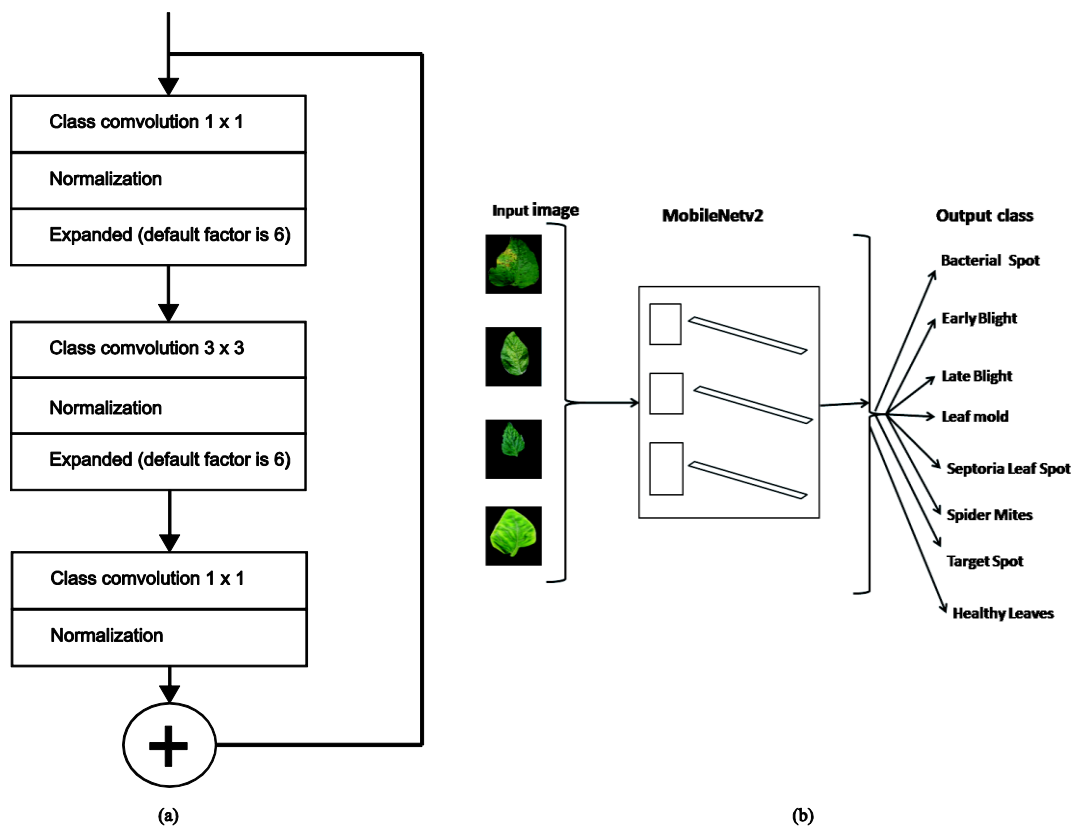 Class comvolution 1 x 1
Normalization
Expanded (default factor is 6)
Class comvolution 3 x 3
Normalization
Expanded (default factor is 6)
Class comvolution 1 x 1
Normalization
+
(a)
Input image
MobileNetv2
Output class
Bacterial Spot
Early Blight
Late Blight
Leaf mold
Septoria Leaf Spot
Spider Mites
Target Spot
Healthy Leaves
(b)